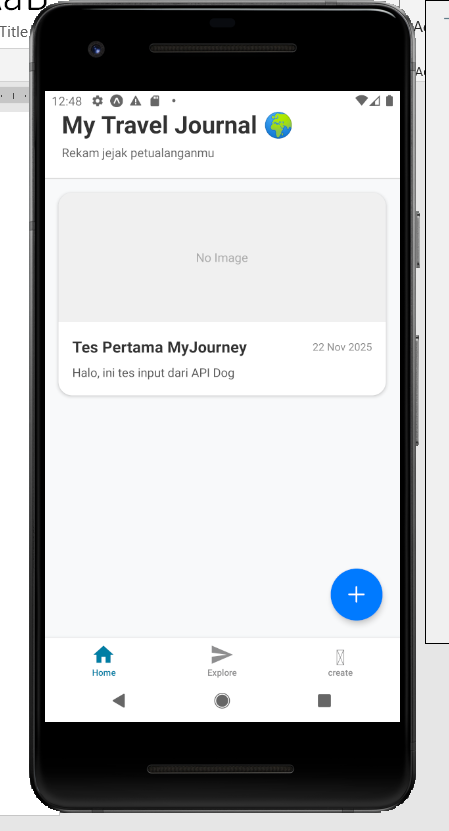 Title
12:48
My Travel Journal
Rekam jejak petualanganmu
No Image
Tes Pertama MyJourney
22 Nov 2025
Halo, ini tes input dari API Dog
Home
Explore
create